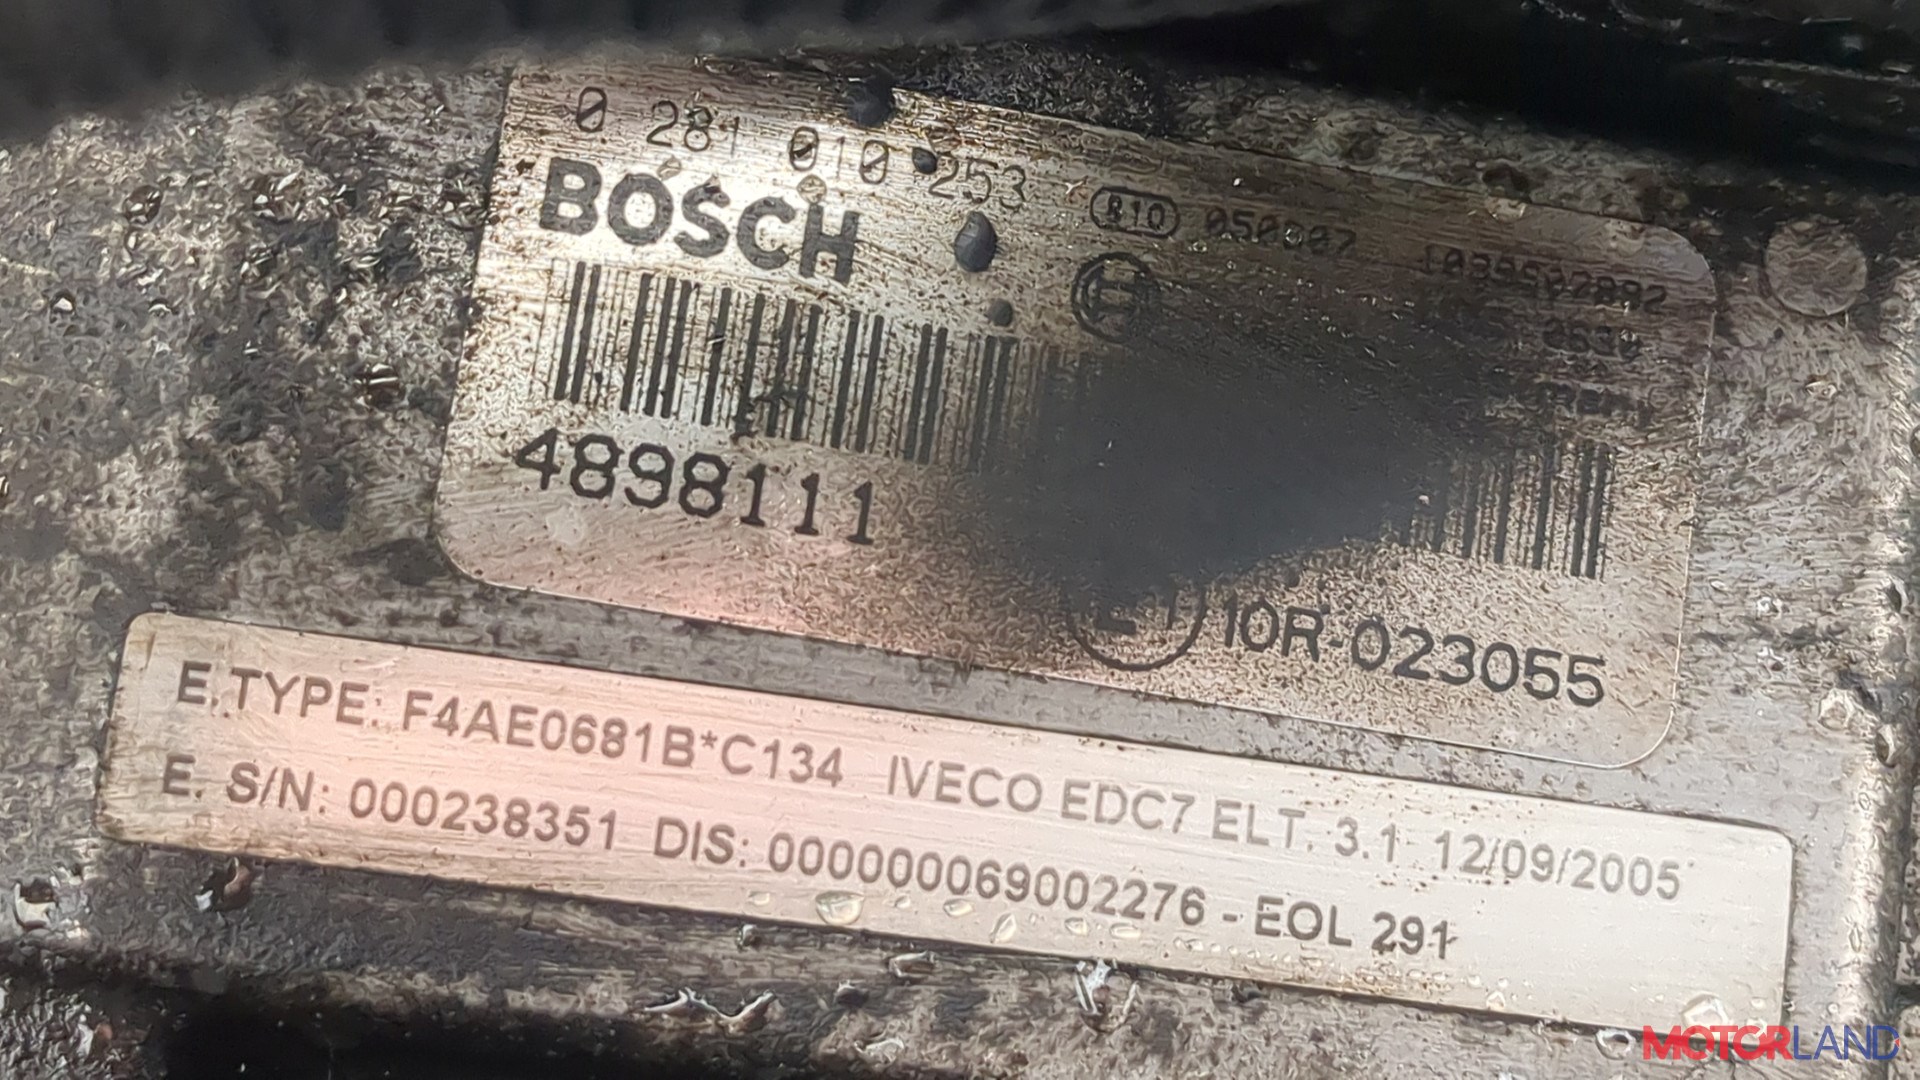 0 281 010 253
BOSCH
4898111
10R-023055
E.TYPE: F4AE0681B*C134 IVECO EDC7 ELT. 3.1 12/09/2005
E. S/N: 000238351 DIS: 000000069002276 - EOL 291
MOTORLAND